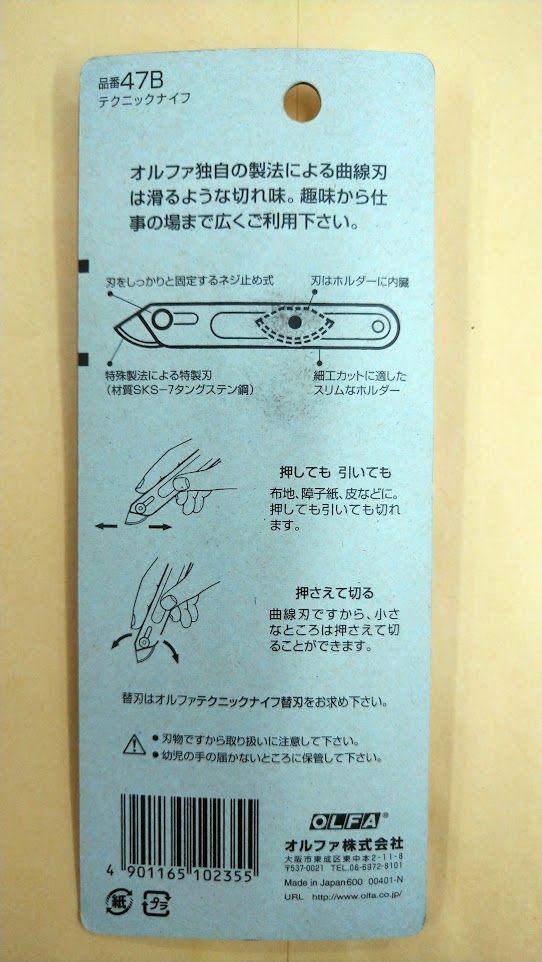 品番47B
テクニックナイフ
オルファ独自の製法による曲線刃
は滑るような切れ味。趣味から仕
事の場まで広くご利用下さい。
刃をしっかりと固定するネジ止め式
刃はホルダーに内臓
特殊製法による特製刃
（材質SKS-7タングステン鋼）
細工カットに適した
スリムなホルダー
押しても 引いても
布地、障子紙、皮などに。
押しても引いても切れ
ます。
押さえて切る
曲線刃ですから、小さ
なところは押さえて切
ることができます。
替刃はオルファテクニックナイフ替刃をお求め下さい。
●刃物ですから取り扱いに注意して下さい。
●幼児の手の届かないところに保管して下さい。
4 901165 102355
紙
プラ
OLFA®
オルファ株式会社
大阪市東成区東中本2-11-8
〒537-0021 TEL.06-6972-8101
Made in Japan600 00401-N
URL http://www.olfa.co.jp/